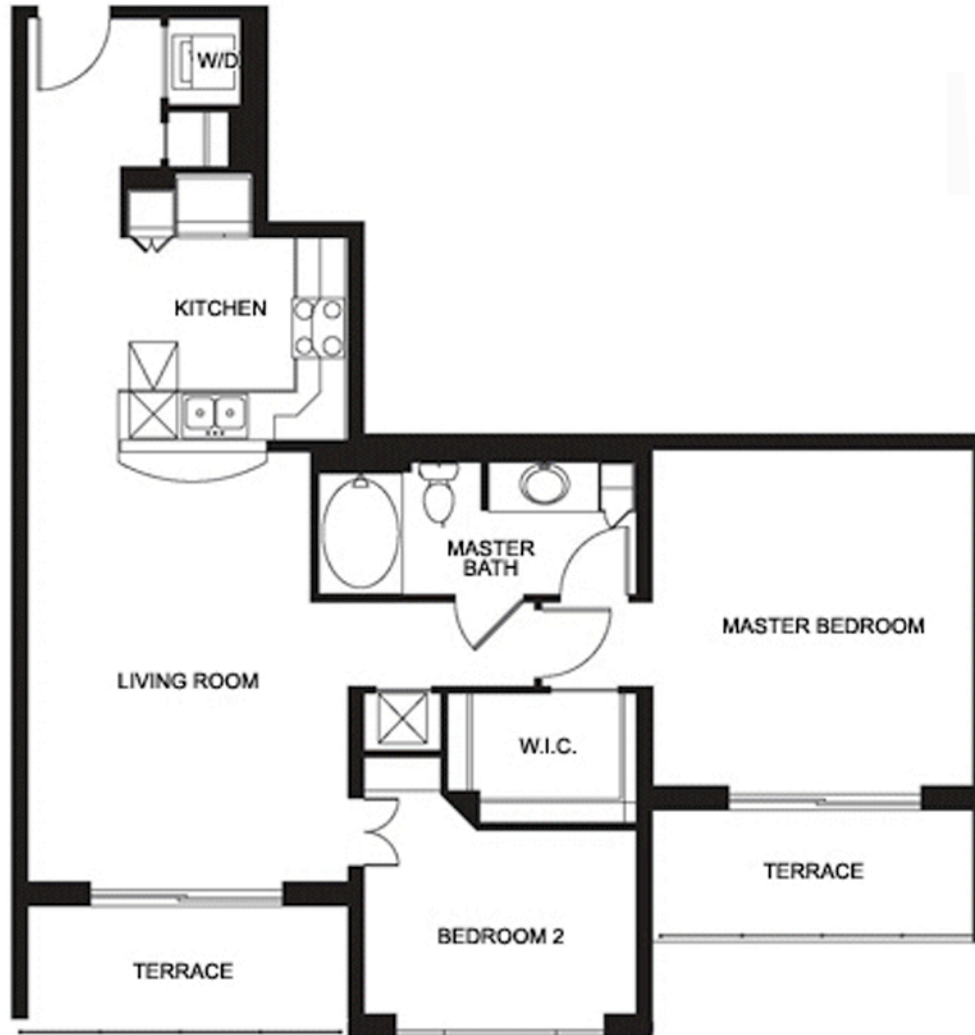 W/D
KITCHEN
MASTER
BATH
MASTER BEDROOM
LIVING ROOM
W.I.C.
TERRACE
BEDROOM 2
TERRACE